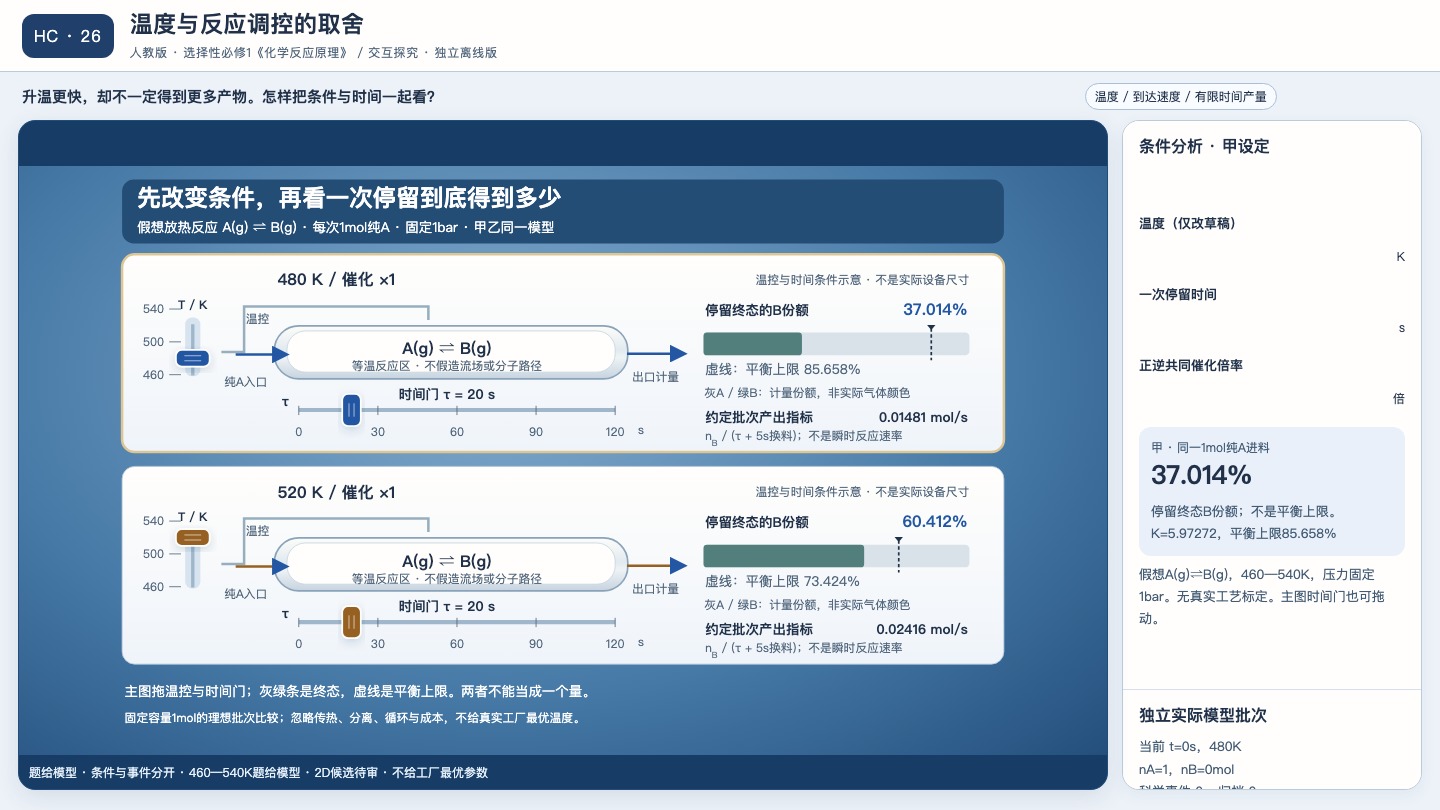 HC · 26
温度与反应调控的取舍
人教版 · 选择性必修1《化学反应原理》 / 交互探究 · 独立离线版
升温更快，却不一定得到更多产物。怎样把条件与时间一起看？
温度 / 到达速度 / 有限时间产量
先改变条件，再看一次停留到底得到多少
假想放热反应 A(g) ⇌ B(g) · 每次1mol纯A · 固定1bar · 甲乙同一模型
480 K / 催化 ×1
温控与时间条件示意 · 不是实际设备尺寸
T / K
540
500
460
温控
纯A入口
A(g) ⇌ B(g)
等温反应区 · 不假造流场或分子路径
出口计量
时间门 τ = 20 s
τ
0 30 60 90 120 s
停留终态的B份额 37.014%
虚线：平衡上限 85.658%
灰A / 绿B：计量份额，非实际气体颜色
约定批次产出指标 0.01481 mol/s
nB / (τ + 5s换料)；不是瞬时反应速率
520 K / 催化 ×1
温控与时间条件示意 · 不是实际设备尺寸
T / K
540
500
460
温控
纯A入口
A(g) ⇌ B(g)
等温反应区 · 不假造流场或分子路径
出口计量
时间门 τ = 20 s
τ
0 30 60 90 120 s
停留终态的B份额 60.412%
虚线：平衡上限 73.424%
灰A / 绿B：计量份额，非实际气体颜色
约定批次产出指标 0.02416 mol/s
nB / (τ + 5s换料)；不是瞬时反应速率
主图拖温控与时间门；灰绿条是终态，虚线是平衡上限。两者不能当成一个量。
固定容量1mol的理想批次比较；忽略传热、分离、循环与成本，不给真实工厂最优温度。
题给模型 · 条件与事件分开 · 460—540K题给模型 · 2D候选待审 · 不给工厂最优参数
条件分析 · 甲设定
温度（仅改草稿）
K
一次停留时间
s
正逆共同催化倍率
倍
甲 · 同一1mol纯A进料
37.014%
停留终态B份额；不是平衡上限。
K=5.97272，平衡上限85.658%
假想A(g)⇌B(g)，460—540K，压力固定
1bar。无真实工艺标定。主图时间门也可拖
动。
独立实际模型批次
当前 t=0s，480K
nA=1，nB=0mol